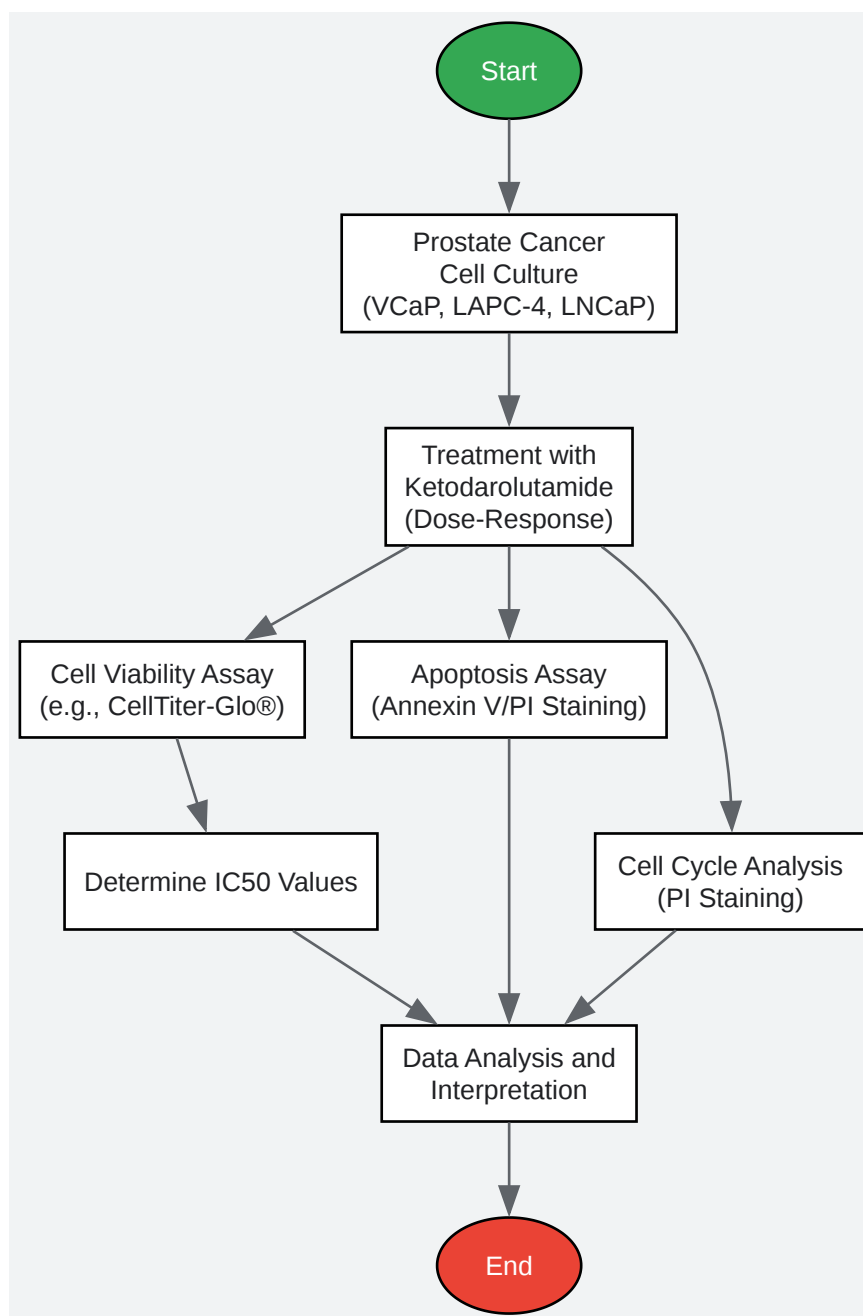 Start
Prostate Cancer
Cell Culture
(VCaP, LAPC-4, LNCaP)
Treatment with
Ketodarolutamide
(Dose-Response)
Cell Viability Assay
(e.g., CellTiter-Glo®)
Apoptosis Assay
(Annexin V/PI Staining)
Determine IC50 Values
Cell Cycle Analysis
(PI Staining)
Data Analysis and
Interpretation
End